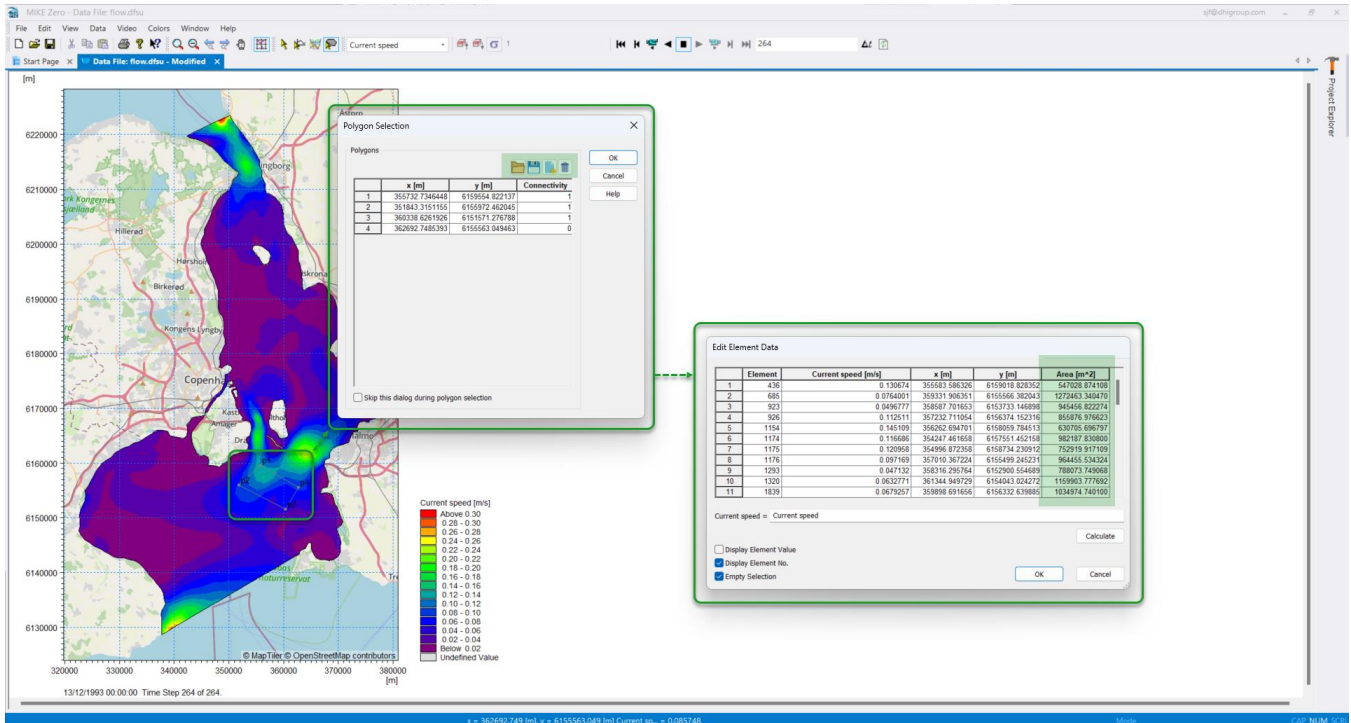 MIKE Zero - Data File: flow.dfsu
sjf@dhigroup.com
File Edit View Data Video Colors Window Help
Current speed
1
264
Δt
Start Page × Data File: flow.dfsu - Modified ×
Project Explorer
[m]
6220000
6210000
6200000
6190000
6180000
6170000
6160000
6150000
6140000
6130000
320000 330000 340000 350000 360000 370000 380000
[m]
Hillerød
Hørsholm
Birkerød
Kongens Lyngby
Amager
© MapTiler © OpenStreetMap contributors
13/12/1993 00:00:00 Time Step 264 of 264.
Current speed [m/s]
Above 0.30
0.28 - 0.30
0.26 - 0.28
0.24 - 0.26
0.22 - 0.24
0.20 - 0.22
0.18 - 0.20
0.16 - 0.18
0.14 - 0.16
0.12 - 0.14
0.10 - 0.12
0.08 - 0.10
0.06 - 0.08
0.04 - 0.06
0.02 - 0.04
Below 0.02
Undefined Value
Polygon Selection
Polygons
OK
Cancel
Help
x [m] y [m] Connectivity
1 355732.7346448 6159554.822137 1
2 351843.3151155 6155972.462045 1
3 360338.6261926 6151571.276788 1
4 362692.7485393 6155563.049463 0
Skip this dialog during polygon selection
Edit Element Data
Element Current speed [m/s] x [m] y [m] Area [m^2]
1 436 0.130674 355583.586326 6159018.828352 547028.874108
2 685 0.0764001 359331.906351 6155566.382043 1272463.340470
3 923 0.0496777 358587.701653 6153733.146898 945456.822274
4 926 0.112511 357232.711054 6156374.152316 855876.976623
5 1154 0.145109 356262.694701 6158059.784513 630705.696797
6 1174 0.116686 354247.461658 6157551.452158 982187.830800
7 1175 0.120958 354996.872358 6158734.230912 752919.917109
8 1176 0.097169 357010.367224 6155499.245231 964455.534324
9 1293 0.047132 358316.295764 6152900.554689 788073.749068
10 1320 0.0632771 361344.949729 6154043.024272 1159903.777692
11 1839 0.0679257 359898.691656 6156332.639885 1034974.740100
Current speed = Current speed
Calculate
Display Element Value
Display Element No.
Empty Selection
OK Cancel
x = 362692.749 [m], y = 6155563.049 [m] Current sp... = 0.085748
Mode
CAP NUM SCRL